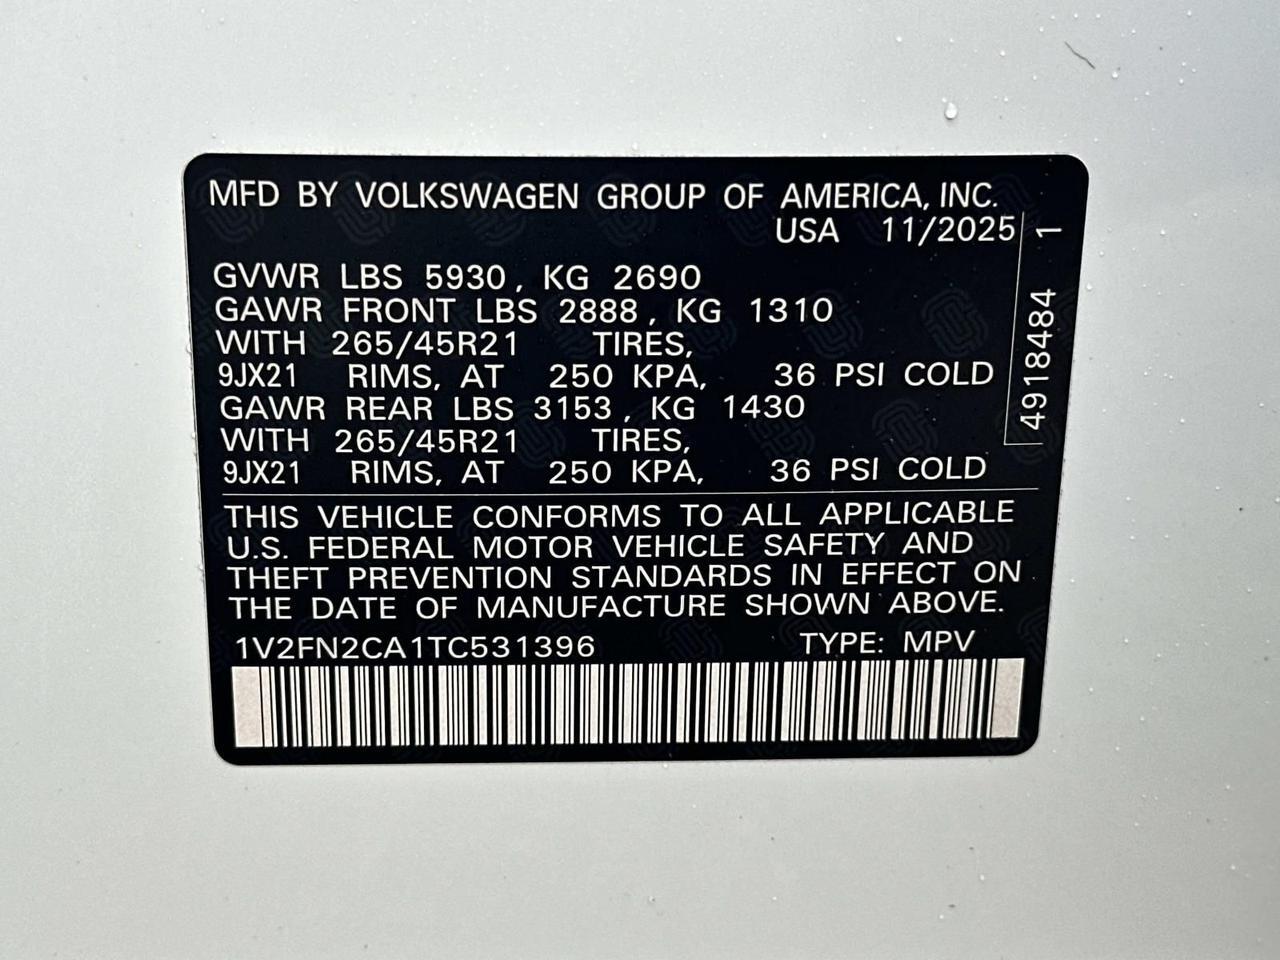 MFD BY VOLKSWAGEN GROUP OF AMERICA, INC.
USA 11/2025
GVWR LBS 5930, KG 2690
GAWR FRONT LBS 2888, KG 1310
WITH 265/45R21 TIRES,
9JX21 RIMS, AT 250 KPA, 36 PSI COLD
GAWR REAR LBS 3153, KG 1430
WITH 265/45R21 TIRES,
9JX21 RIMS, AT 250 KPA, 36 PSI COLD
4918484 1
THIS VEHICLE CONFORMS TO ALL APPLICABLE
U.S. FEDERAL MOTOR VEHICLE SAFETY AND
THEFT PREVENTION STANDARDS IN EFFECT ON
THE DATE OF MANUFACTURE SHOWN ABOVE.
1V2FN2CA1TC531396 TYPE: MPV